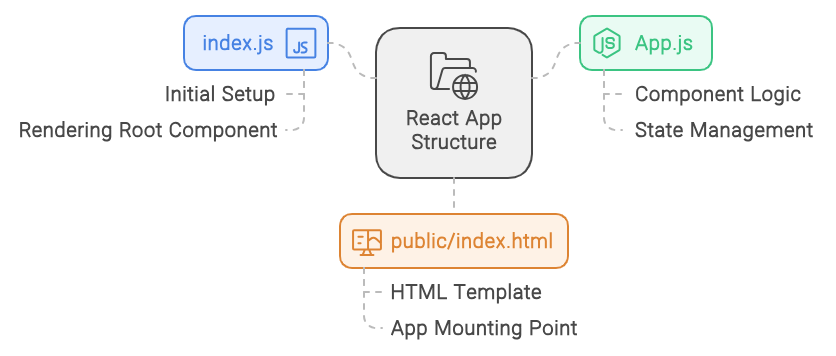 index.js
JS
Initial Setup
Rendering Root Component
React App
Structure
JS
App.js
Component Logic
State Management
public/index.html
HTML Template
App Mounting Point